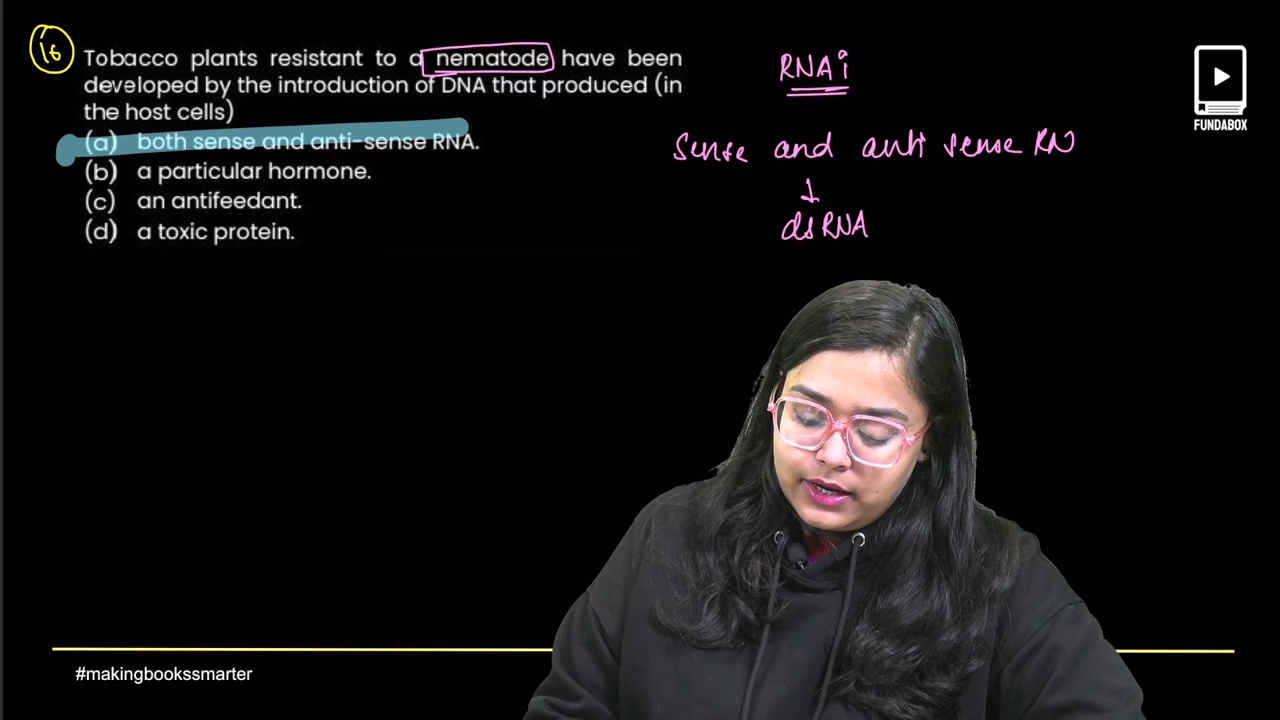 16
Tobacco plants resistant to a nematode have been
developed by the introduction of DNA that produced (in
the host cells)
(a) both sense and anti-sense RNA.
(b) a particular hormone.
(c) an antifeedant.
(d) a toxic protein.
RNAi
Sense and anti sense RN
↓
dsRNA
FUNDABOX
#makingbookssmarter